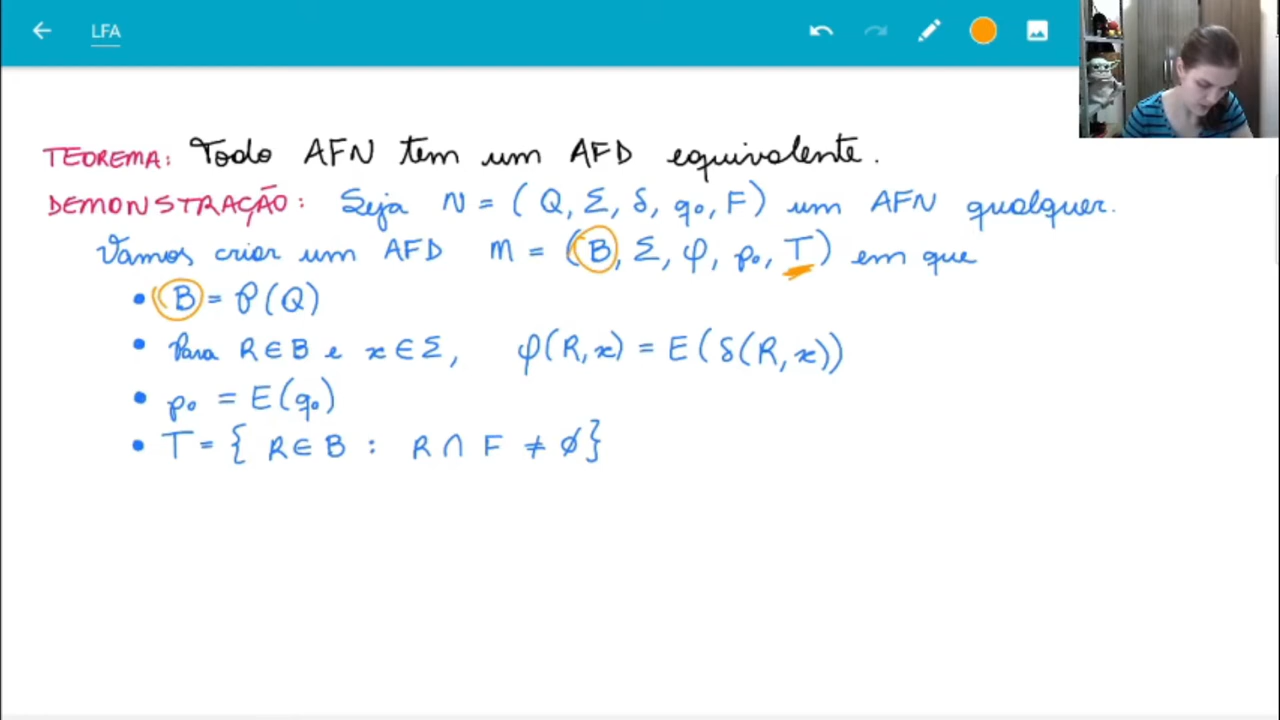 LFA
TEOREMA: Todo AFN tem um AFD equivalente.
DEMONSTRAÇÃO: Seja N = (Q, Σ, δ, q₀, F) um AFN qualquer.
Vamos criar um AFD M = (B, Σ, φ, p₀, T) em que
• B = P(Q)
• Para R ∈ B e x ∈ Σ, φ(R, x) = E(δ(R, x))
• p₀ = E(q₀)
• T = { R ∈ B : R ∩ F ≠ ∅}